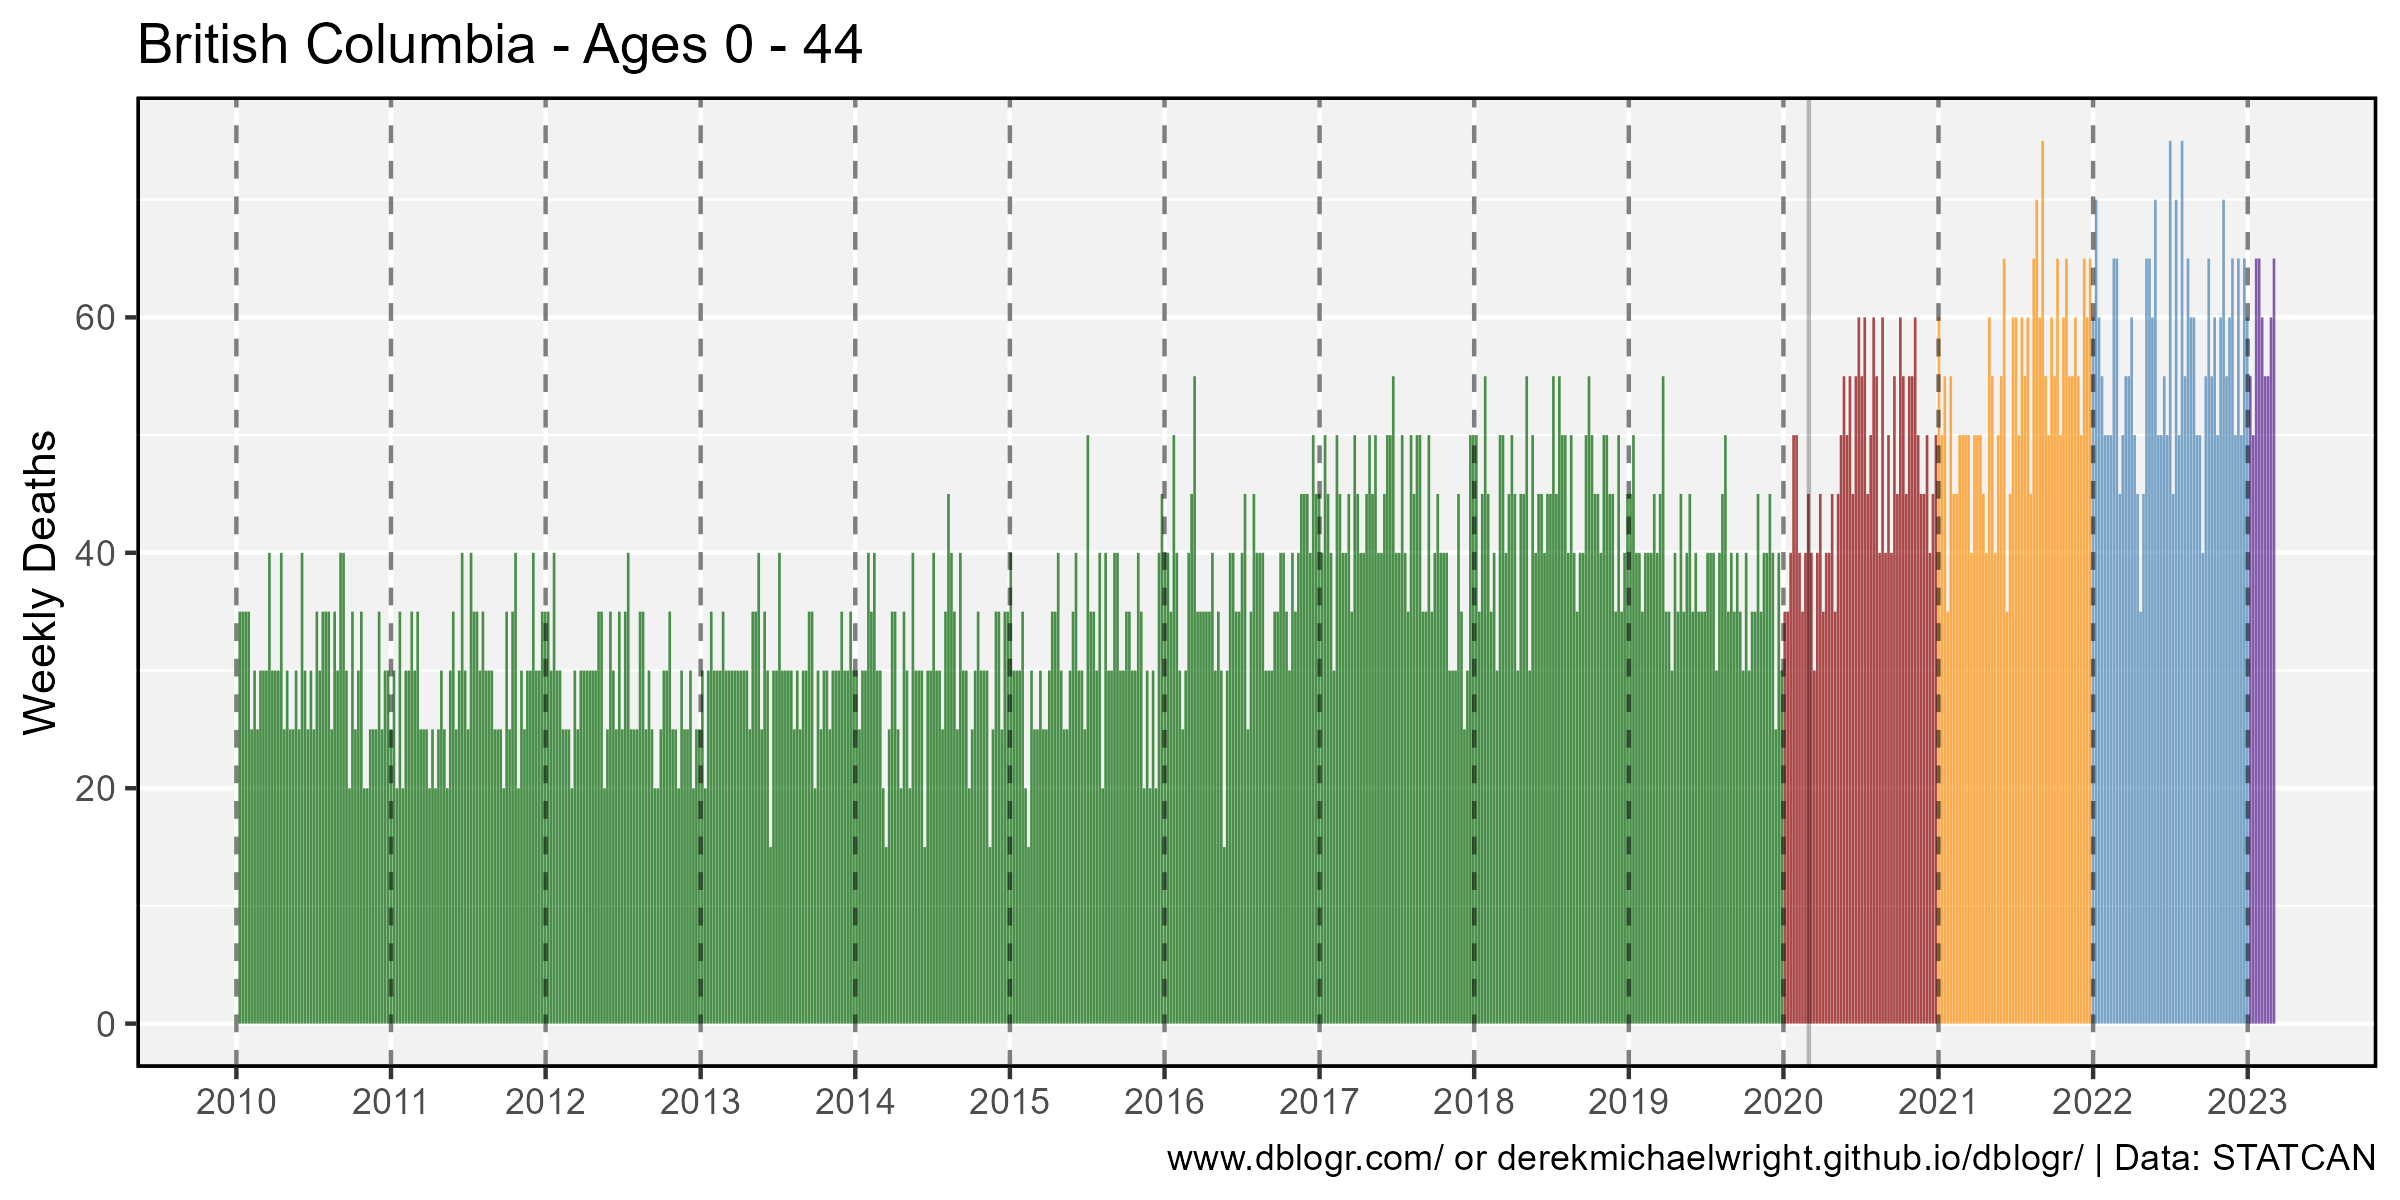 British Columbia - Ages 0 - 44
Weekly Deaths
60
40
20
0
2010 2011 2012 2013 2014 2015 2016 2017 2018 2019 2020 2021 2022 2023
www.dblogr.com/ or derekmichaelwright.github.io/dblogr/ | Data: STATCAN